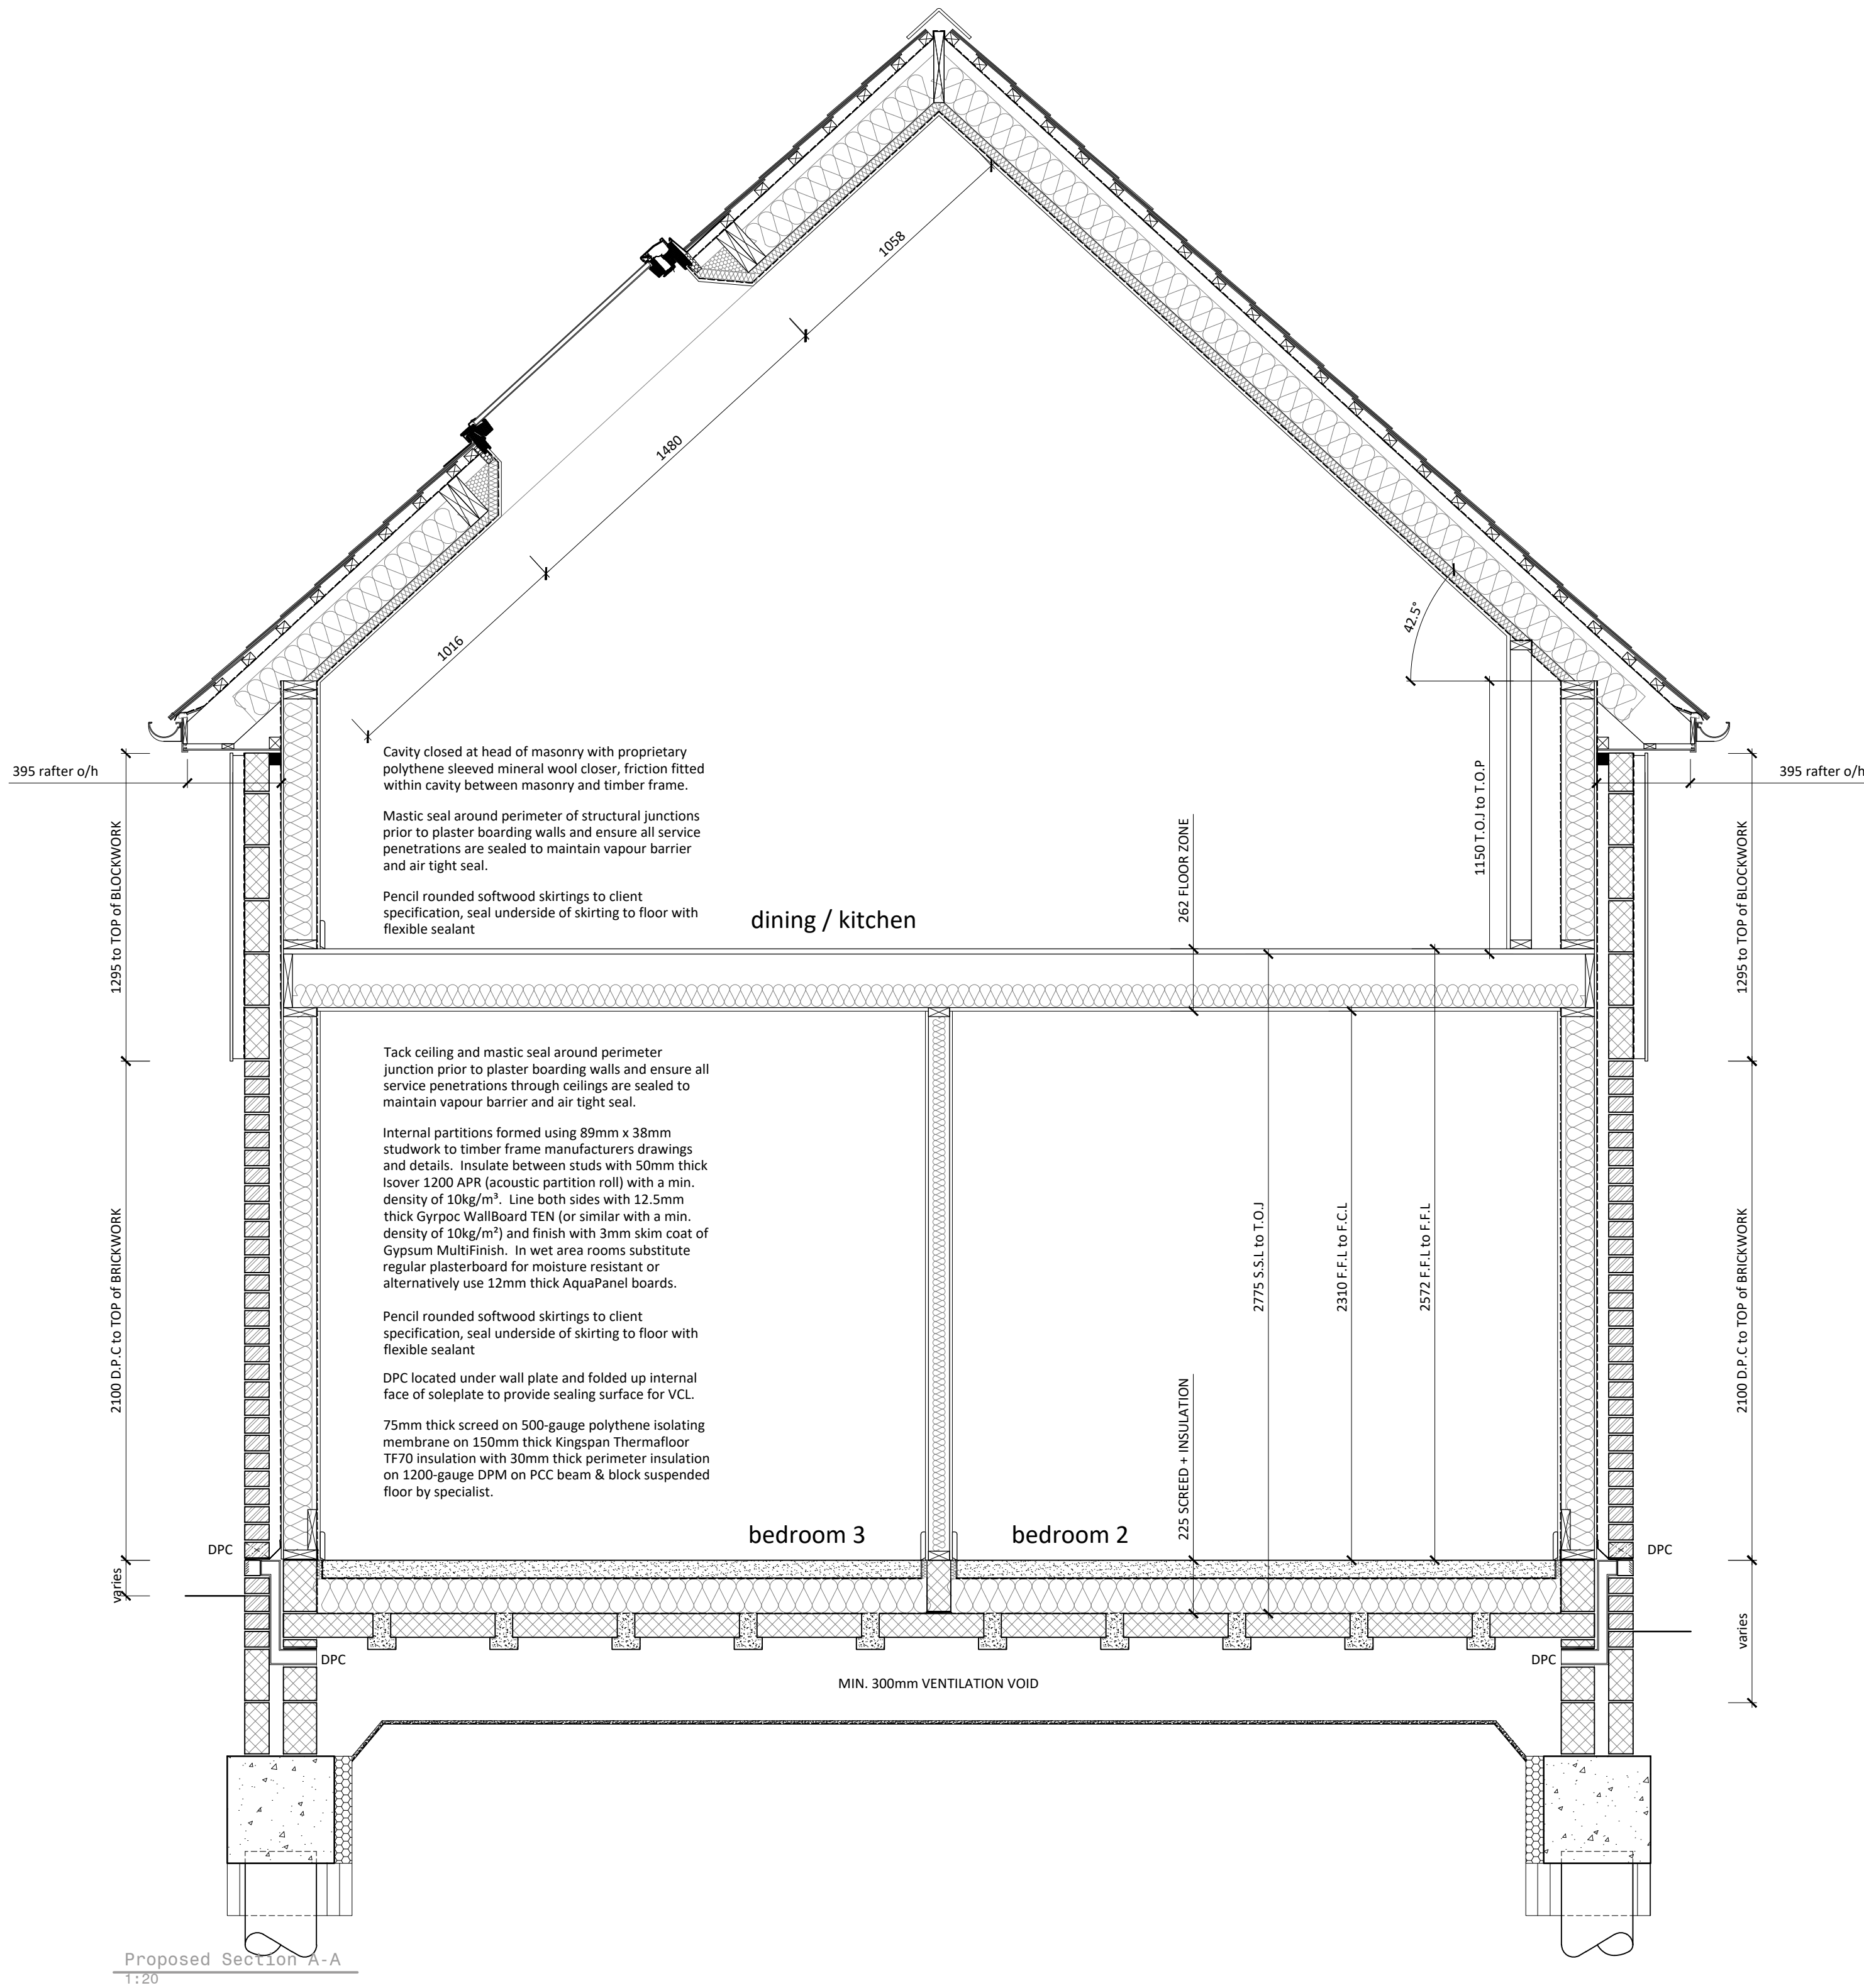 1058
1480
1016
42.5°
395 rafter o/h
395 rafter o/h
1295 to TOP of BLOCKWORK
1295 to TOP of BLOCKWORK
Cavity closed at head of masonry with proprietary
polythene sleeved mineral wool closer, friction fitted
within cavity between masonry and timber frame.
Mastic seal around perimeter of structural junctions
prior to plaster boarding walls and ensure all service
penetrations are sealed to maintain vapour barrier
and air tight seal.
Pencil rounded softwood skirtings to client
specification, seal underside of skirting to floor with
flexible sealant
dining / kitchen
262 FLOOR ZONE
1150 T.O.J to T.O.P
Tack ceiling and mastic seal around perimeter
junction prior to plaster boarding walls and ensure all
service penetrations through ceilings are sealed to
maintain vapour barrier and air tight seal.
Internal partitions formed using 89mm x 38mm
studwork to timber frame manufacturers drawings
and details.  Insulate between studs with 50mm thick
Isover 1200 APR (acoustic partition roll) with a min.
density of 10kg/m³.  Line both sides with 12.5mm
thick Gyrpoc WallBoard TEN (or similar with a min.
density of 10kg/m²) and finish with 3mm skim coat of
Gypsum MultiFinish.  In wet area rooms substitute
regular plasterboard for moisture resistant or
alternatively use 12mm thick AquaPanel boards.
Pencil rounded softwood skirtings to client
specification, seal underside of skirting to floor with
flexible sealant
DPC located under wall plate and folded up internal
face of soleplate to provide sealing surface for VCL.
75mm thick screed on 500-gauge polythene isolating
membrane on 150mm thick Kingspan Thermafloor
TF70 insulation with 30mm thick perimeter insulation
on 1200-gauge DPM on PCC beam & block suspended
floor by specialist.
2100 D.P.C to TOP of BRICKWORK
2775 S.S.L to T.O.J
2310 F.F.L to F.C.L
2572 F.F.L to F.F.L
2100 D.P.C to TOP of BRICKWORK
225 SCREED + INSULATION
bedroom 3
bedroom 2
DPC
DPC
varies
varies
DPC
DPC
MIN. 300mm VENTILATION VOID
Proposed Section A-A
1:20